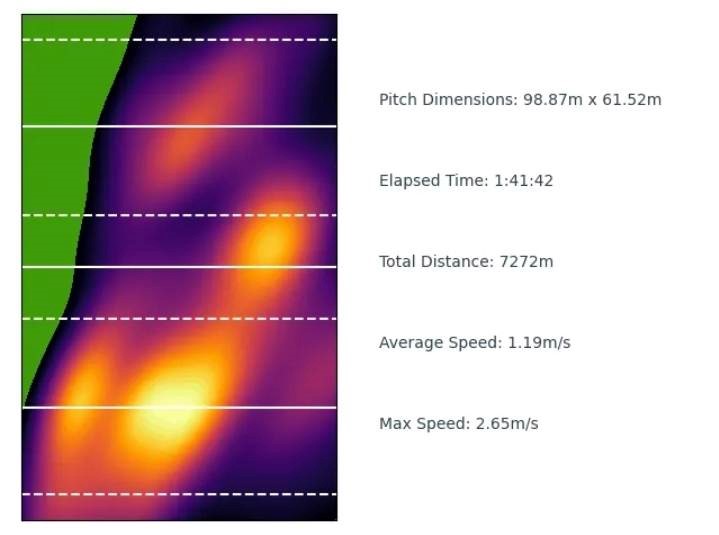 Pitch Dimensions: 98.87m x 61.52m
Elapsed Time: 1:41:42
Total Distance: 7272m
Average Speed: 1.19m/s
Max Speed: 2.65m/s